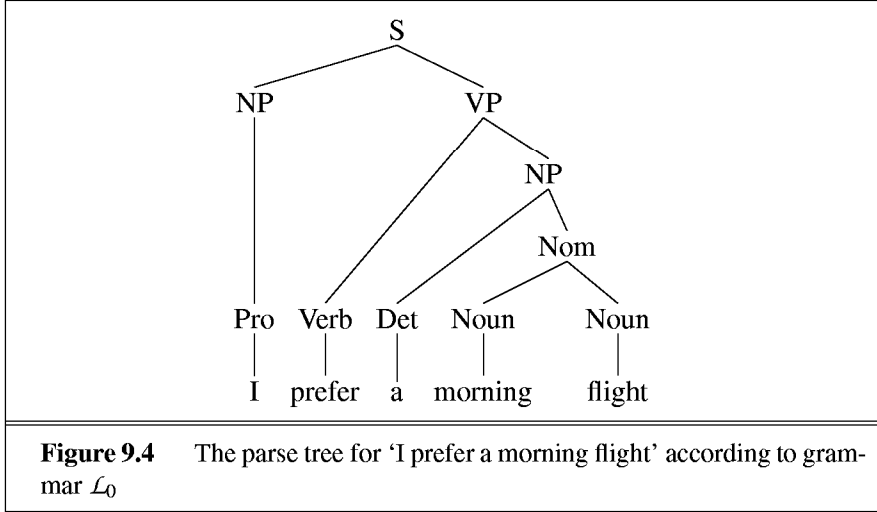 S
NP VP
NP
Nom
Pro Verb Det Noun Noun
I prefer a morning flight
Figure 9.4 The parse tree for ‘I prefer a morning flight’ according to gram-
mar ℒ₀